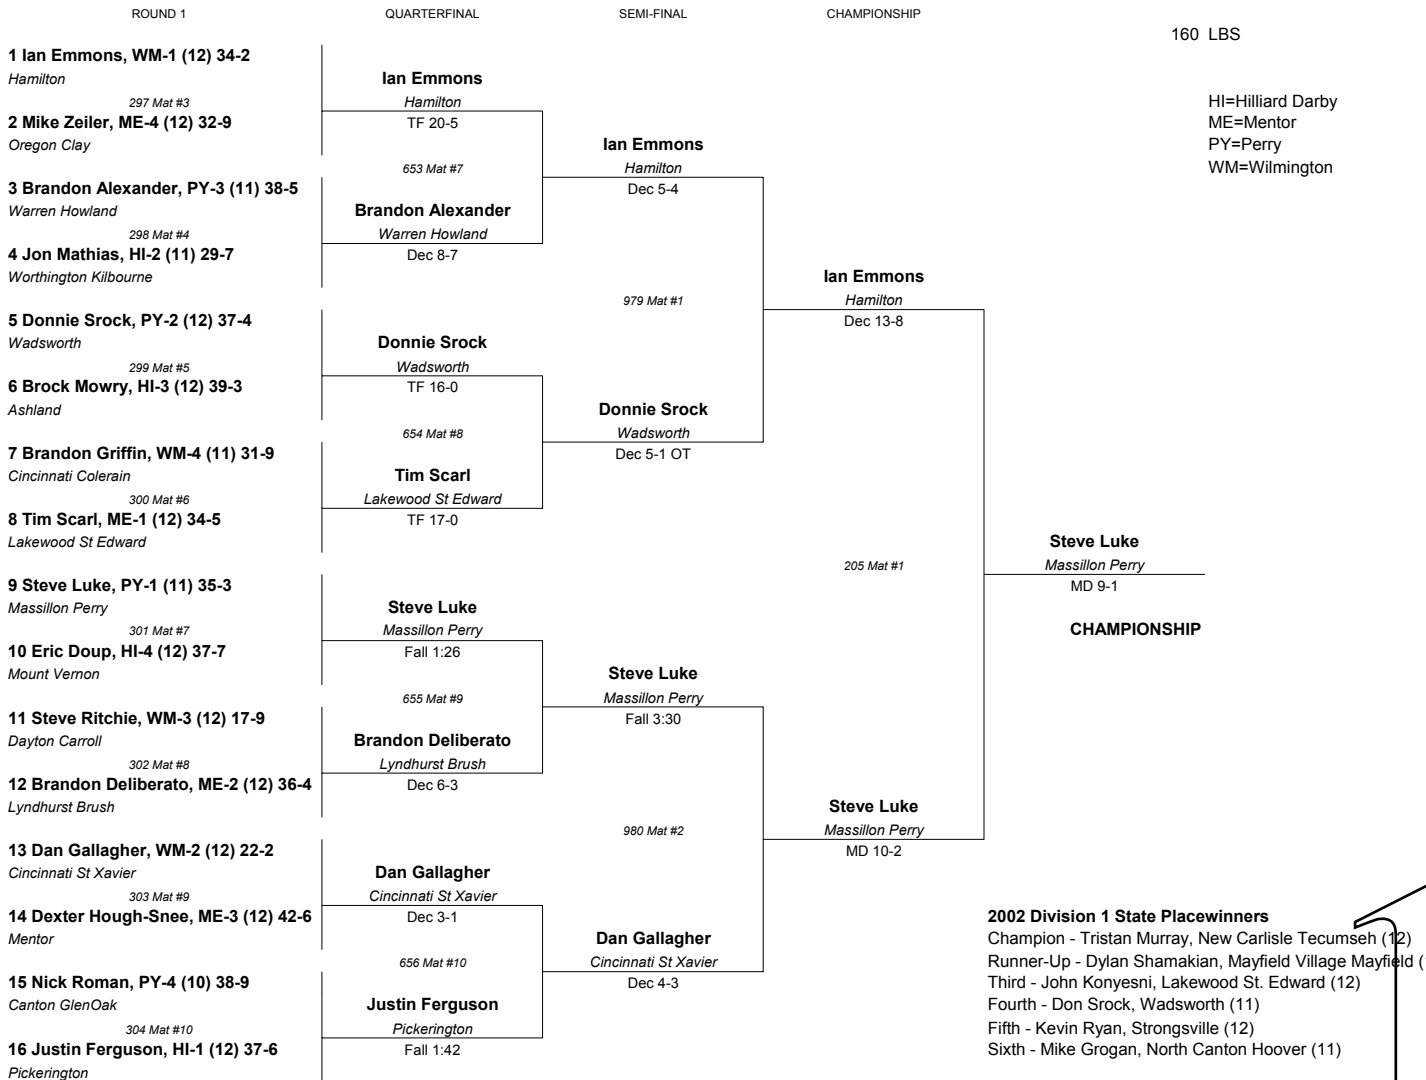 ROUND 1
QUARTERFINAL
SEMI-FINAL
CHAMPIONSHIP
160 LBS
HI=Hilliard Darby
ME=Mentor
PY=Perry
WM=Wilmington
1 Ian Emmons, WM-1 (12) 34-2
Hamilton
297 Mat #3
2 Mike Zeiler, ME-4 (12) 32-9
Oregon Clay
3 Brandon Alexander, PY-3 (11) 38-5
Warren Howland
298 Mat #4
4 Jon Mathias, HI-2 (11) 29-7
Worthington Kilbourne
5 Donnie Srock, PY-2 (12) 37-4
Wadsworth
299 Mat #5
6 Brock Mowry, HI-3 (12) 39-3
Ashland
7 Brandon Griffin, WM-4 (11) 31-9
Cincinnati Colerain
300 Mat #6
8 Tim Scarl, ME-1 (12) 34-5
Lakewood St Edward
9 Steve Luke, PY-1 (11) 35-3
Massillon Perry
301 Mat #7
10 Eric Doup, HI-4 (12) 37-7
Mount Vernon
11 Steve Ritchie, WM-3 (12) 17-9
Dayton Carroll
302 Mat #8
12 Brandon Deliberato, ME-2 (12) 36-4
Lyndhurst Brush
13 Dan Gallagher, WM-2 (12) 22-2
Cincinnati St Xavier
303 Mat #9
14 Dexter Hough-Snee, ME-3 (12) 42-6
Mentor
15 Nick Roman, PY-4 (10) 38-9
Canton GlenOak
304 Mat #10
16 Justin Ferguson, HI-1 (12) 37-6
Pickerington
Ian Emmons
Hamilton
TF 20-5
653 Mat #7
Brandon Alexander
Warren Howland
Dec 8-7
Donnie Srock
Wadsworth
TF 16-0
654 Mat #8
Tim Scarl
Lakewood St Edward
TF 17-0
Steve Luke
Massillon Perry
Fall 1:26
655 Mat #9
Brandon Deliberato
Lyndhurst Brush
Dec 6-3
Dan Gallagher
Cincinnati St Xavier
Dec 3-1
656 Mat #10
Justin Ferguson
Pickerington
Fall 1:42
Ian Emmons
Hamilton
Dec 5-4
979 Mat #1
Donnie Srock
Wadsworth
Dec 5-1 OT
Steve Luke
Massillon Perry
Fall 3:30
980 Mat #2
Dan Gallagher
Cincinnati St Xavier
Dec 4-3
Ian Emmons
Hamilton
Dec 13-8
205 Mat #1
Steve Luke
Massillon Perry
MD 10-2
Steve Luke
Massillon Perry
MD 9-1
CHAMPIONSHIP
2002 Division 1 State Placewinners
Champion - Tristan Murray, New Carlisle Tecumseh (12)
Runner-Up - Dylan Shamakian, Mayfield Village Mayfield (
Third - John Konyesni, Lakewood St. Edward (12)
Fourth - Don Srock, Wadsworth (11)
Fifth - Kevin Ryan, Strongsville (12)
Sixth - Mike Grogan, North Canton Hoover (11)